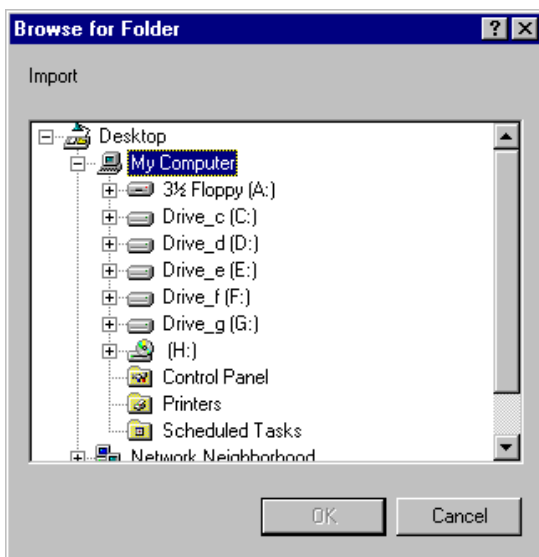 Browse for Folder
Import
Desktop
My Computer
3½ Floppy (A:)
Drive_c (C:)
Drive_d (D:)
Drive_e (E:)
Drive_f (F:)
Drive_g (G:)
(H:)
Control Panel
Printers
Scheduled Tasks
Network Neighborhood
OK Cancel